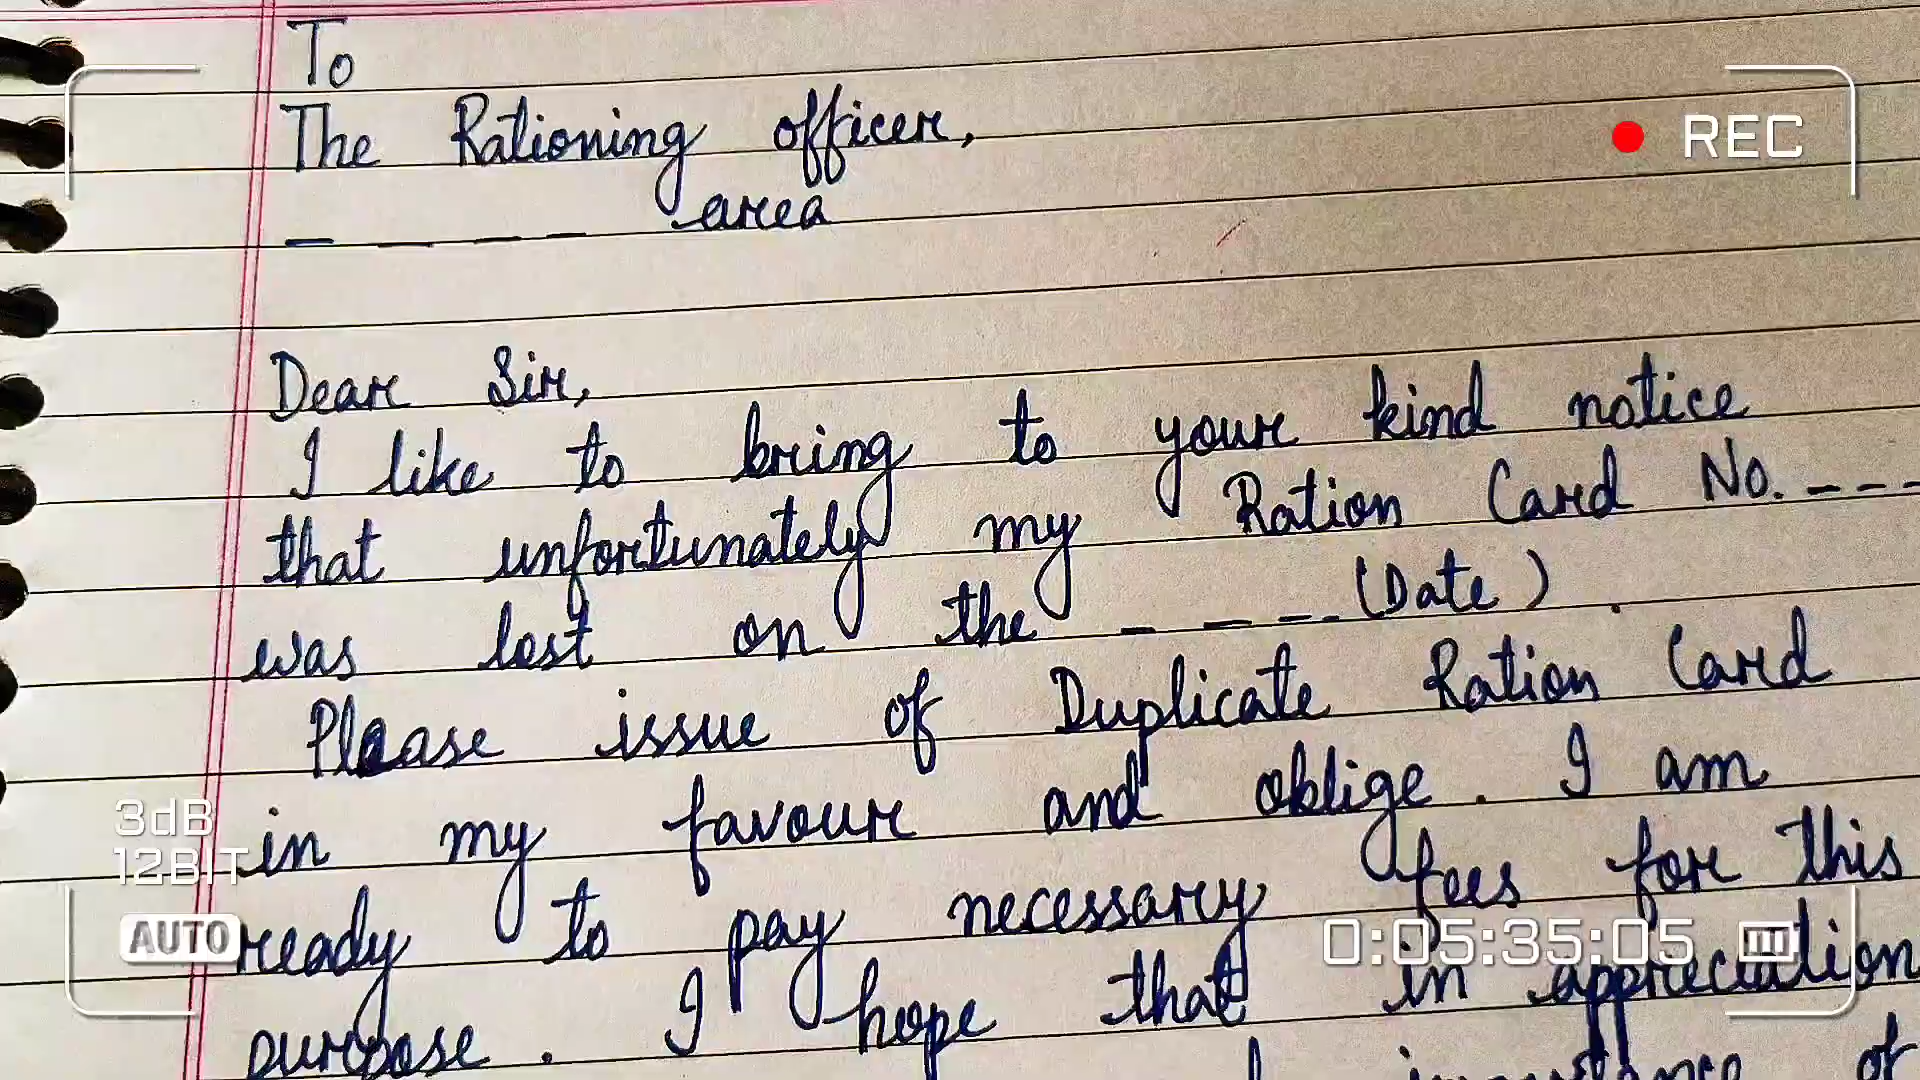 To
The Rationing officer,
_ _ _ _ area
REC
Dear Sir,
I like to bring to your kind notice
that unfortunately my Ration Card No. ---
was lost on the _ _ _ _ (Date).
Please issue of Duplicate Ration Card
in my favour and oblige. I am
ready to pay necessary fees for this
purpose. I hope that in appreciation
importance of
3dB
12BIT
AUTO
0:05:35:05